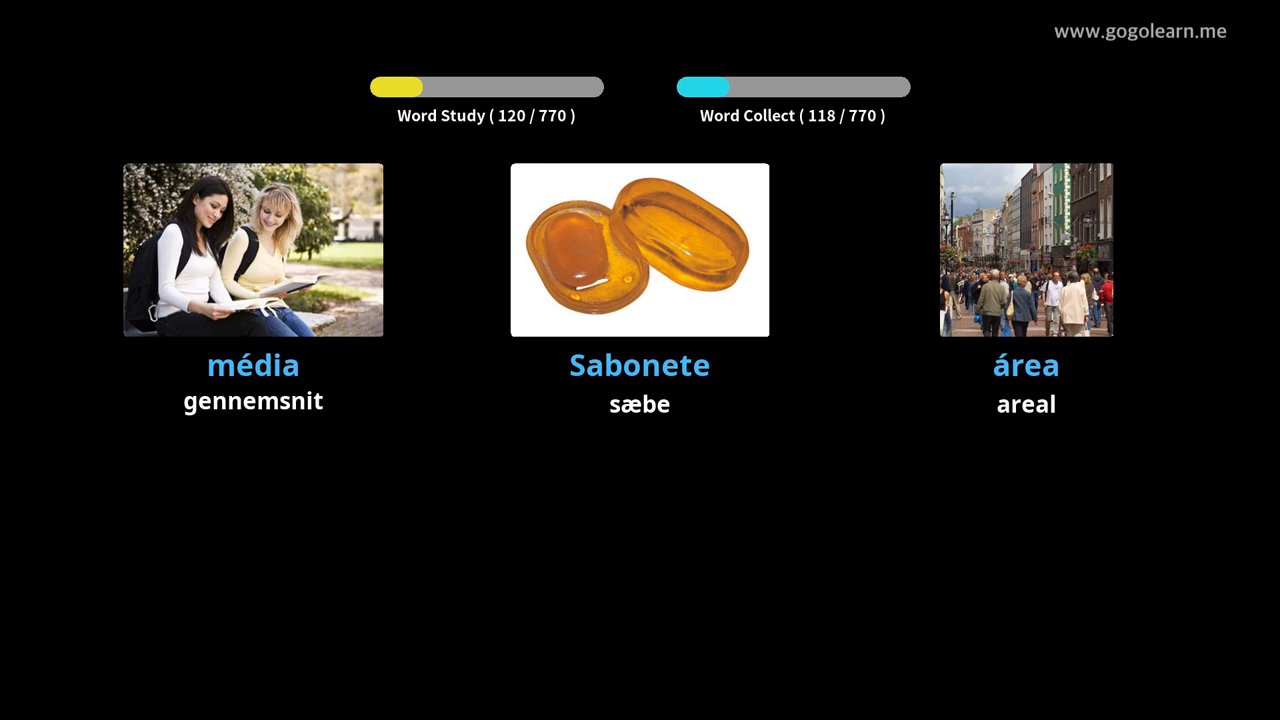 www.gogolearn.me
Word Study ( 120 / 770 )
Word Collect ( 118 / 770 )
média
gennemsnit
Sabonete
sæbe
área
areal